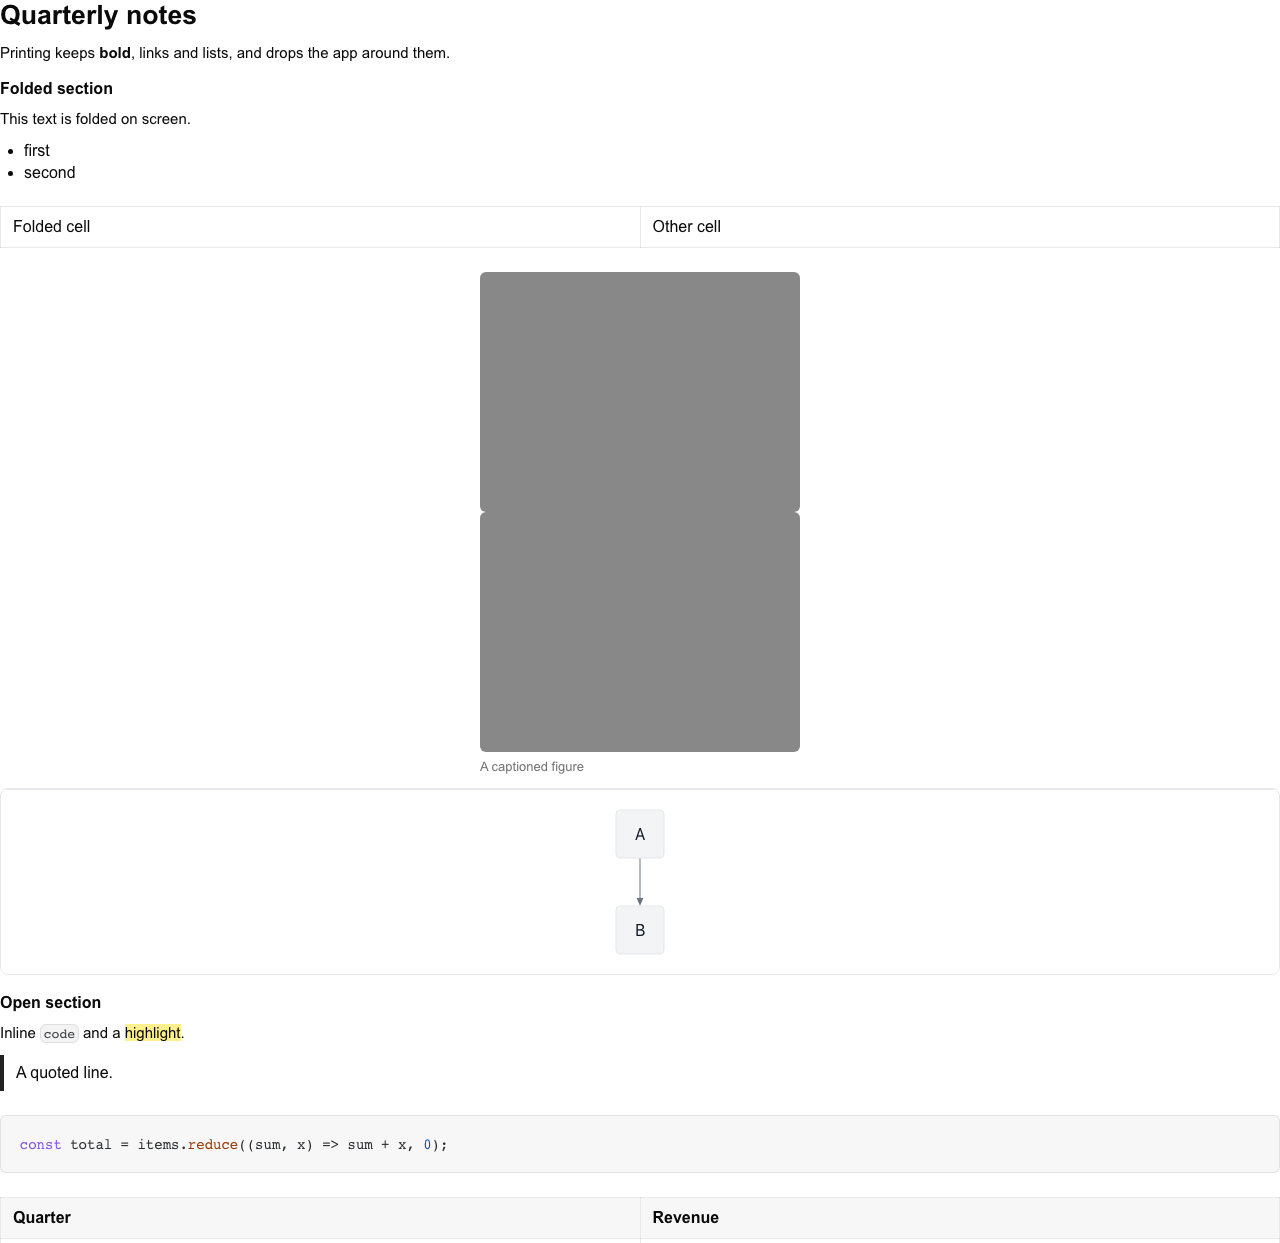 Quarterly notes
Printing keeps bold, links and lists, and drops the app around them.
Folded section
This text is folded on screen.
first
second
Folded cell Other cell
A captioned figure
A
B
Open section
Inline code and a highlight.
A quoted line.
const total = items.reduce((sum, x) => sum + x, 0);
Quarter Revenue